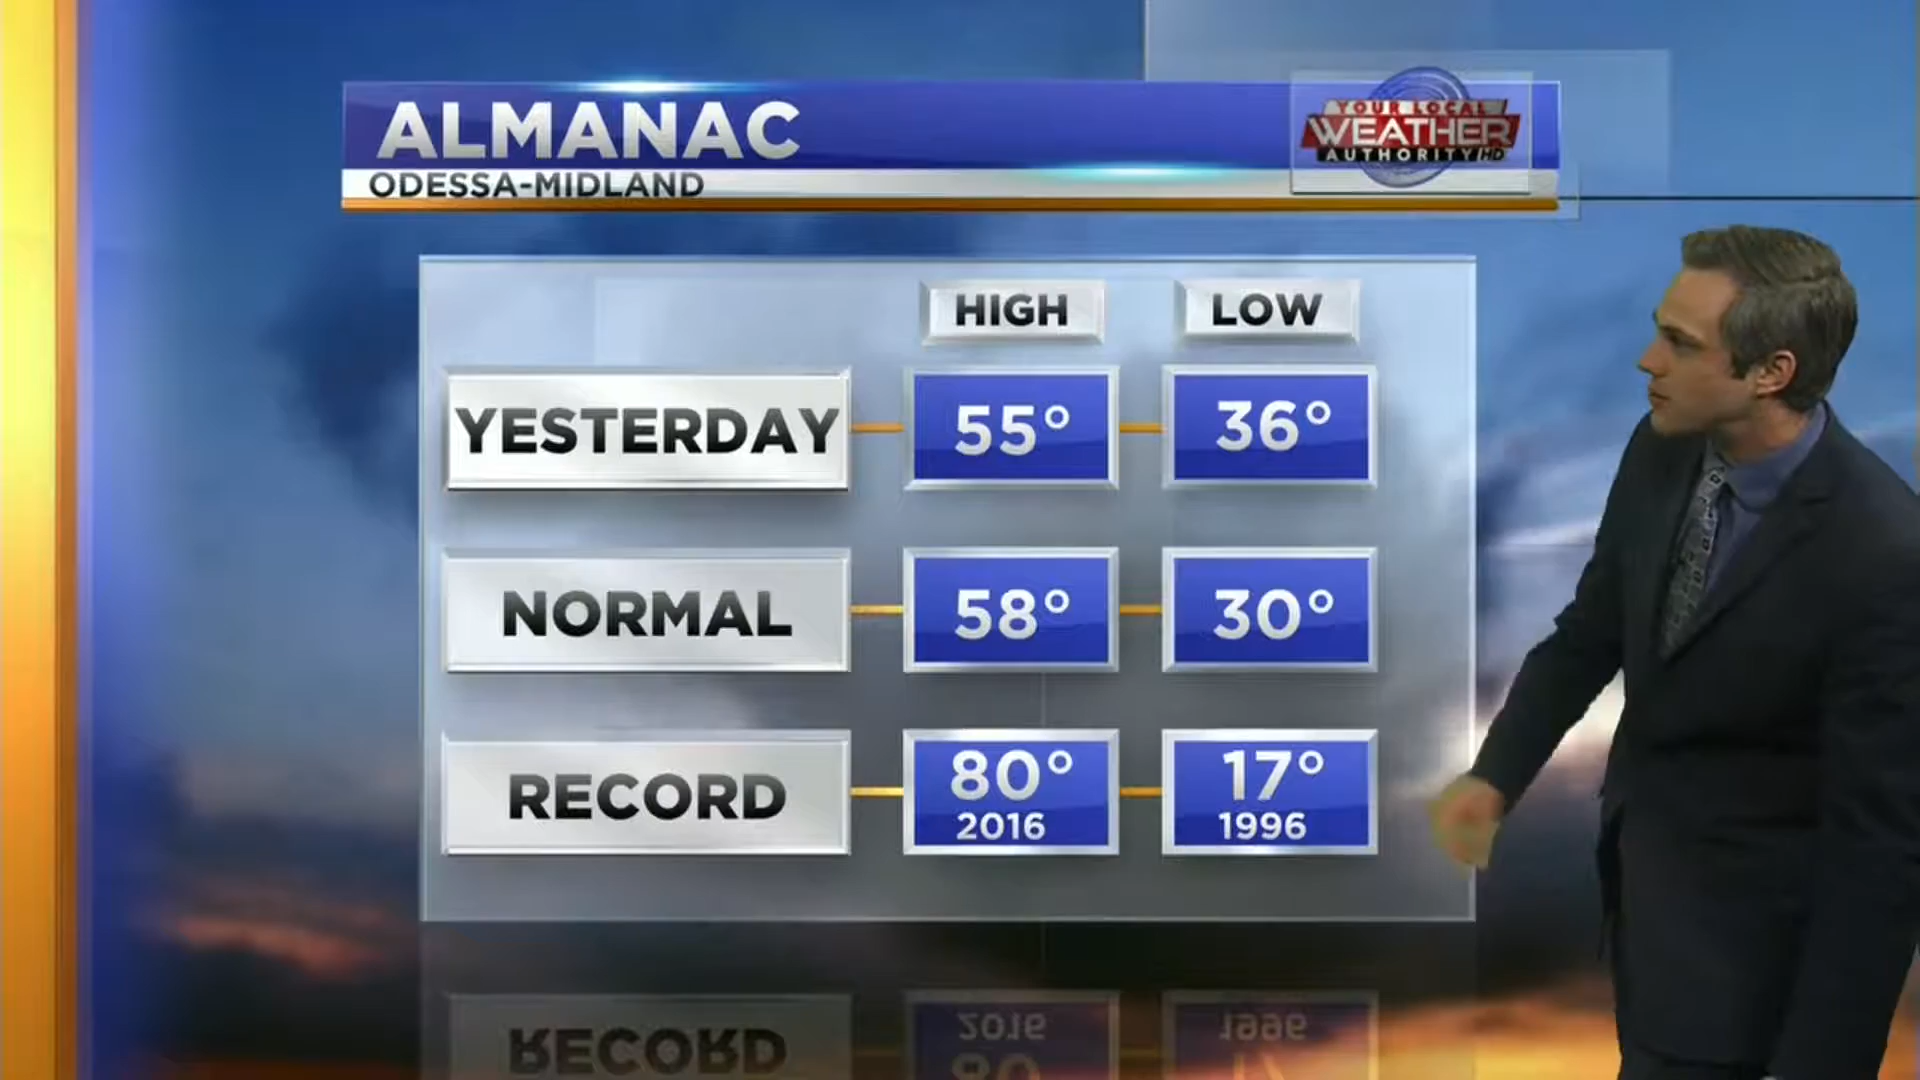 ALMANAC
ODESSA-MIDLAND
YOUR LOCAL
WEATHER
AUTHORITY HD
HIGH LOW
YESTERDAY 55° 36°
NORMAL 58° 30°
RECORD 80° 17°
2016 1996